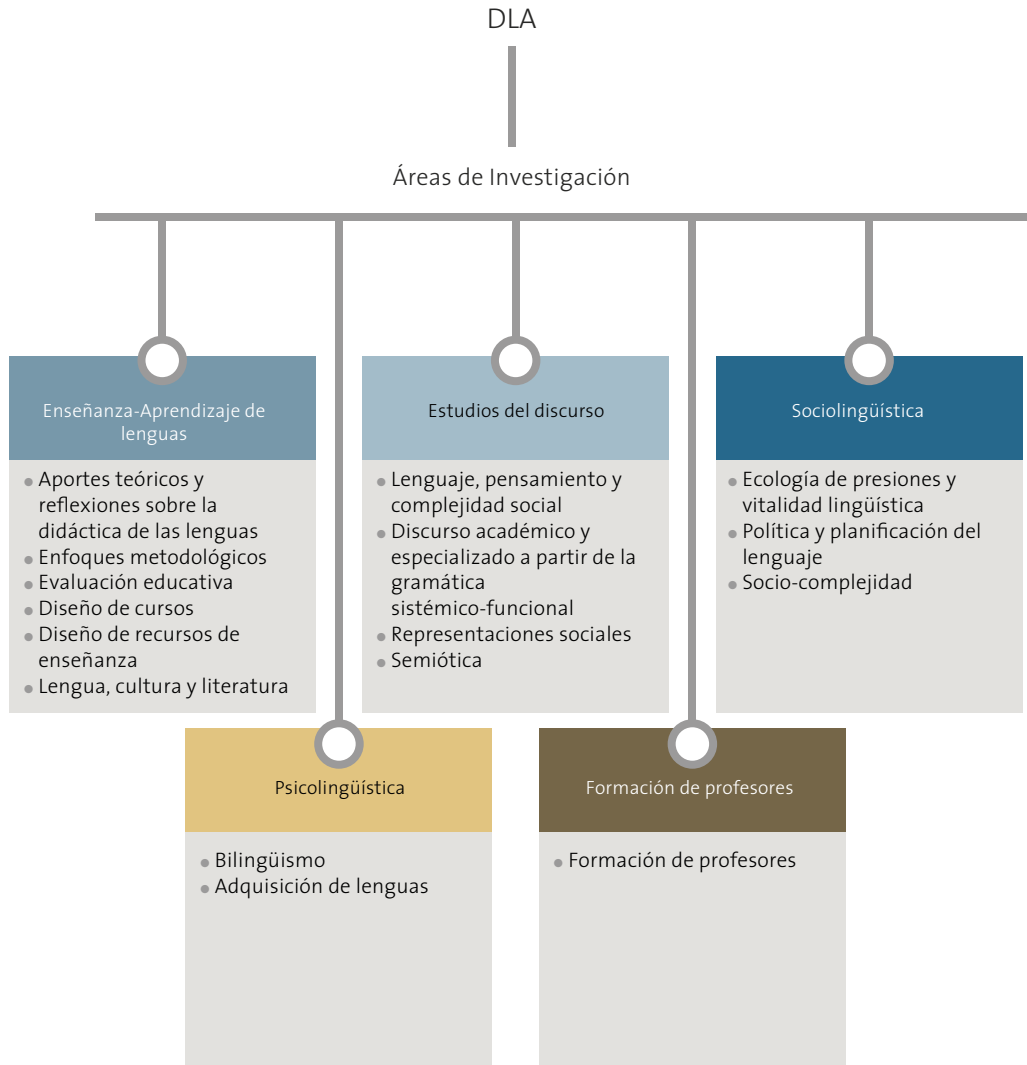 DLA
Áreas de Investigación
Enseñanza-Aprendizaje de
lenguas
Aportes teóricos y
reflexiones sobre la
didáctica de las lenguas
Enfoques metodológicos
Evaluación educativa
Diseño de cursos
Diseño de recursos de
enseñanza
Lengua, cultura y literatura
Estudios del discurso
Lenguaje, pensamiento y
complejidad social
Discurso académico y
especializado a partir de la
gramática
sistémico-funcional
Representaciones sociales
Semiótica
Sociolingüística
Ecología de presiones y
vitalidad lingüística
Política y planificación del
lenguaje
Socio-complejidad
Psicolingüística
Bilingüismo
Adquisición de lenguas
Formación de profesores
Formación de profesores